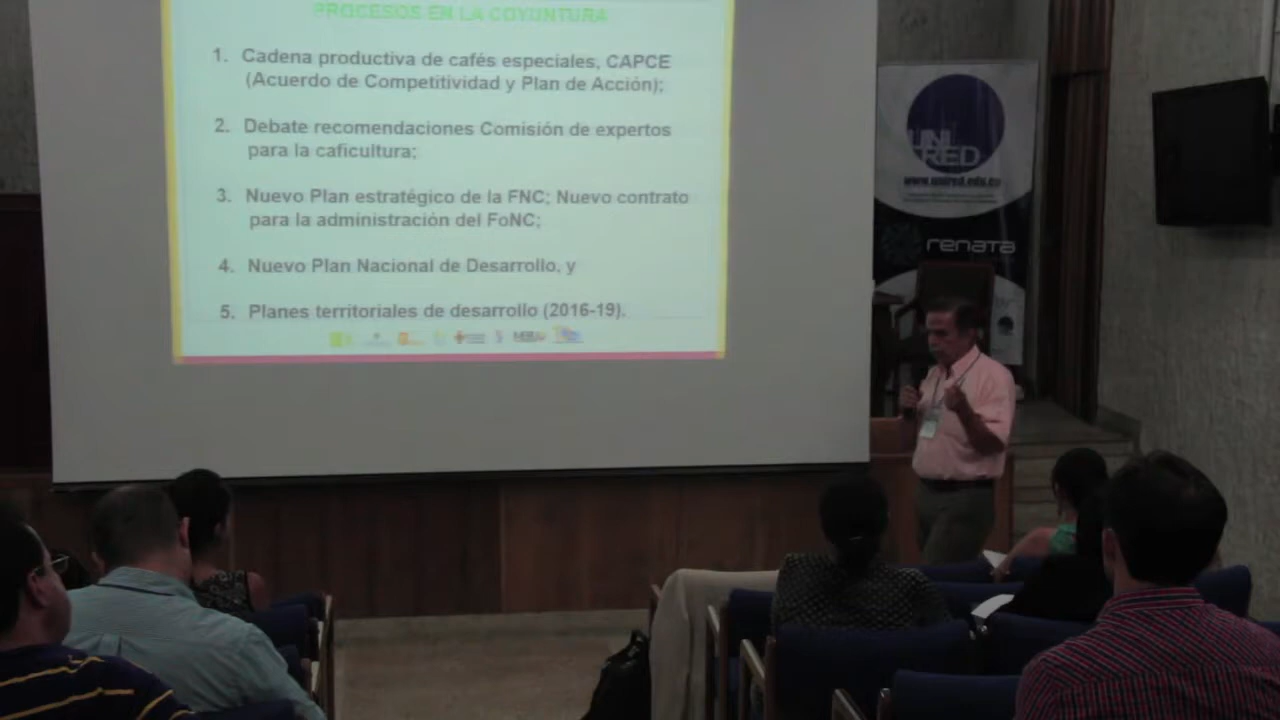 PROCESOS EN LA COYUNTURA
1. Cadena productiva de cafés especiales, CAPCE
(Acuerdo de Competitividad y Plan de Acción);
2. Debate recomendaciones Comisión de expertos
para la caficultura;
3. Nuevo Plan estratégico de la FNC; Nuevo contrato
para la administración del FoNC;
4. Nuevo Plan Nacional de Desarrollo, y
5. Planes territoriales de desarrollo (2016-19).
UNI
RED
www.unired.edu.co
renata